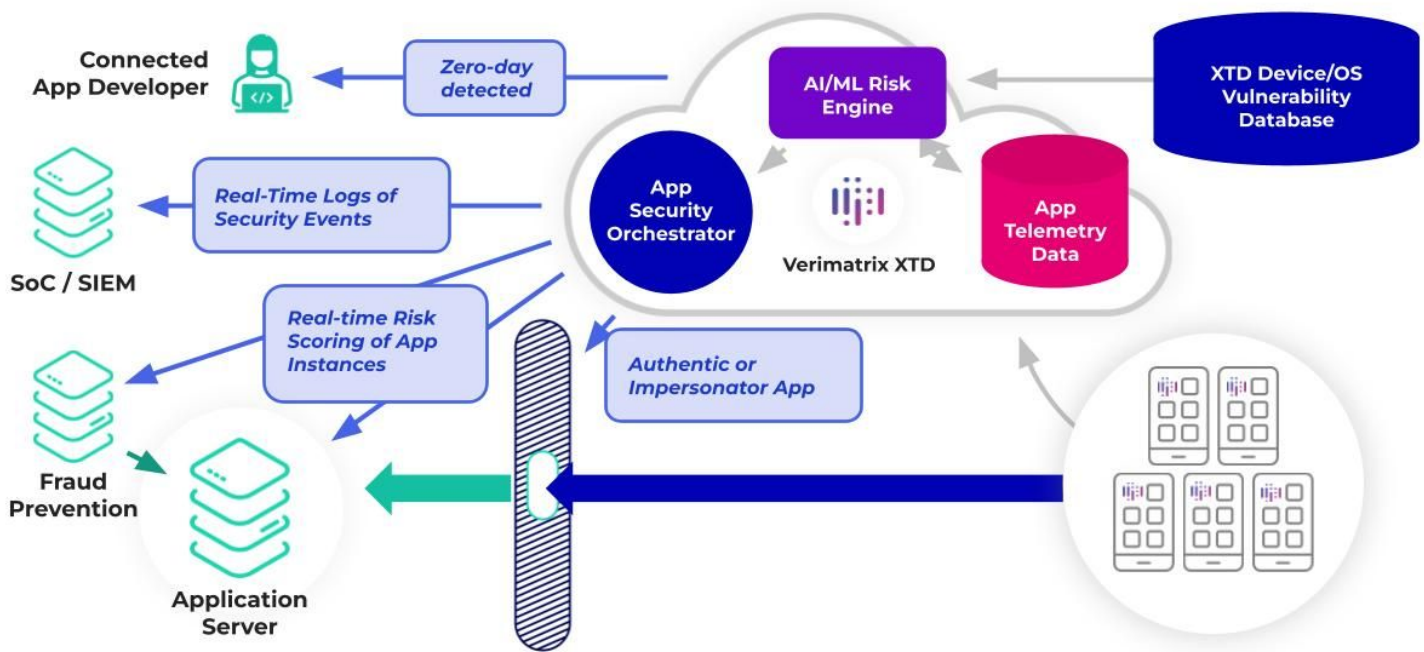 Connected
App Developer
Zero-day
detected
AI/ML Risk
Engine
XTD Device/OS
Vulnerability
Database
Real-Time Logs of
Security Events
SoC / SIEM
App
Security
Orchestrator
Verimatrix XTD
App
Telemetry
Data
Real-time Risk
Scoring of App
Instances
Authentic or
Impersonator App
Fraud
Prevention
Application
Server